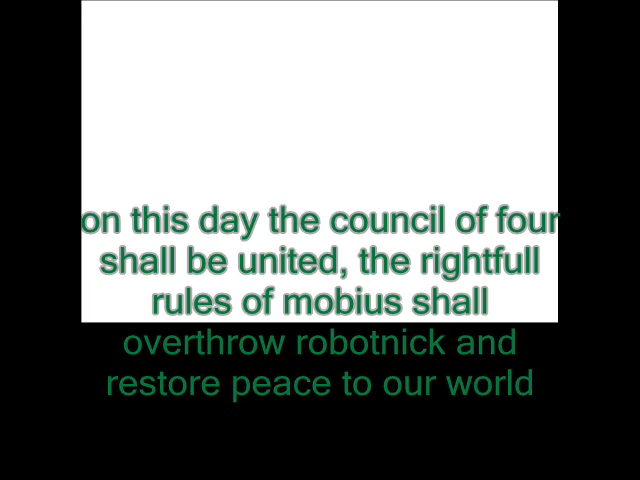 on this day the council of four
shall be united, the rightfull
rules of mobius shall
overthrow robotnick and
restore peace to our world